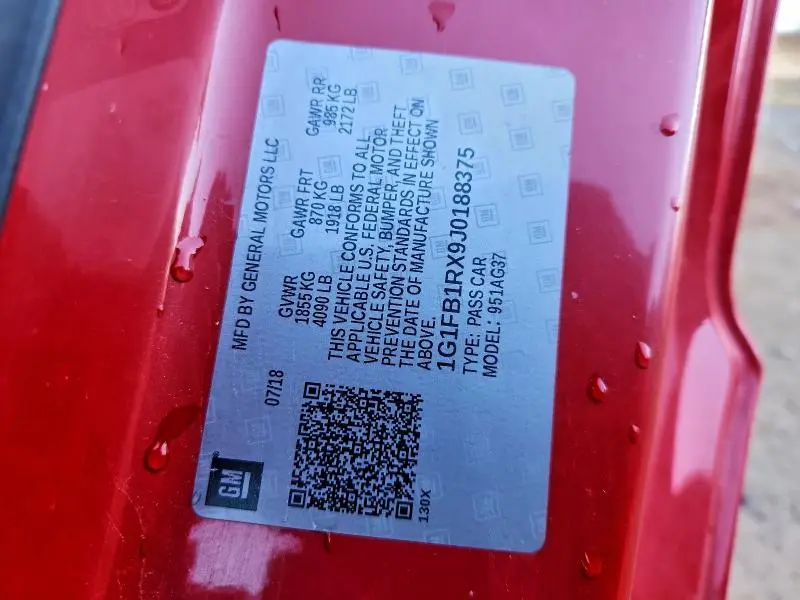 MFD BY GENERAL MOTORS LLC
07/18
GVWR
1855 KG
4090 LB
GAWR FRT
870 KG
1918 LB
GAWR RR
985 KG
2172 LB
THIS VEHICLE CONFORMS TO ALL
APPLICABLE U.S. FEDERAL MOTOR
VEHICLE SAFETY, BUMPER, AND THEFT
PREVENTION STANDARDS IN EFFECT ON
THE DATE OF MANUFACTURE SHOWN
ABOVE.
1G1FB1RX9J0188375
TYPE: PASS CAR
MODEL: 951AG37
GM
130X